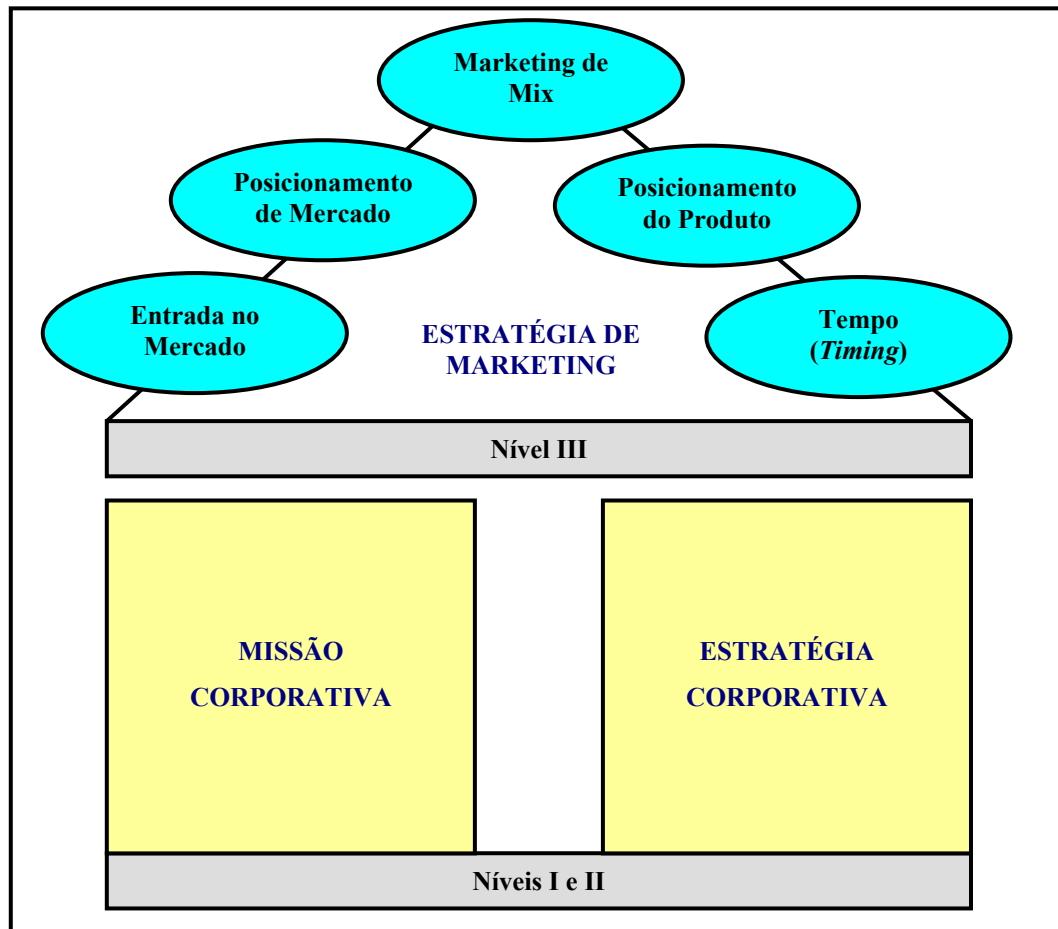 Marketing de
Mix
Posicionamento
de Mercado
Posicionamento
do Produto
Entrada no
Mercado
ESTRATÉGIA DE
MARKETING
Tempo
(Timing)
Nível III
MISSÃO
CORPORATIVA
ESTRATÉGIA
CORPORATIVA
Níveis I e II